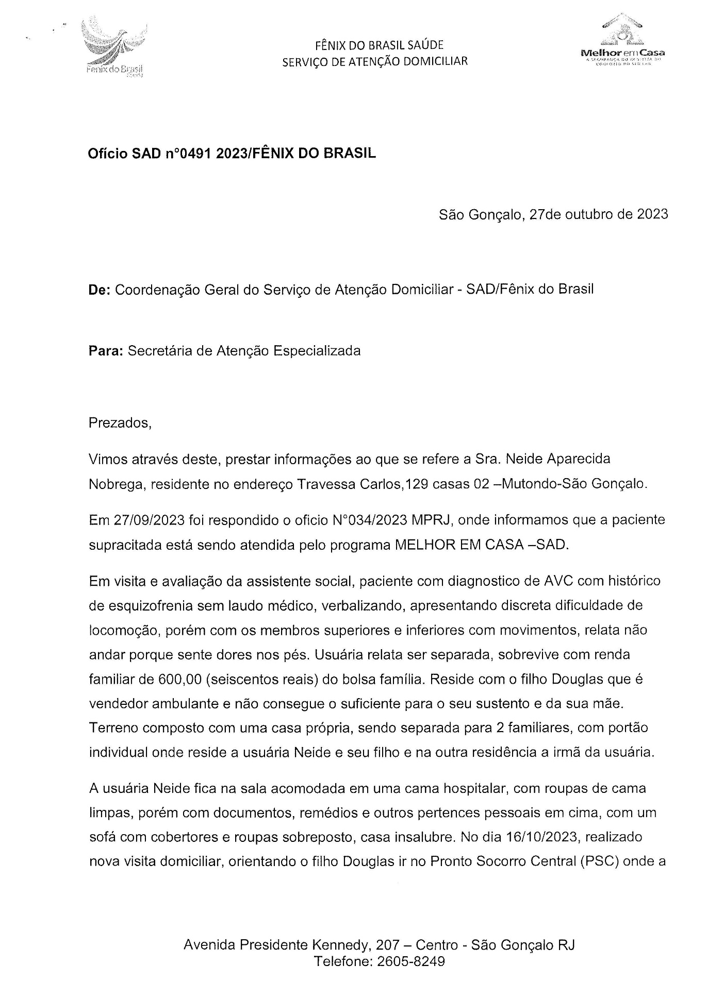 Fenix do Brasil
FÊNIX DO BRASIL SAÚDE
SERVIÇO DE ATENÇÃO DOMICILIAR
Melhor em Casa
A SEGURANÇA DO HOSPITAL NO
CONFORTO DO SEU LAR
Ofício SAD n°0491 2023/FÊNIX DO BRASIL
São Gonçalo, 27de outubro de 2023
De: Coordenação Geral do Serviço de Atenção Domiciliar - SAD/Fênix do Brasil
Para: Secretária de Atenção Especializada
Prezados,
Vimos através deste, prestar informações ao que se refere a Sra. Neide Aparecida
Nobrega, residente no endereço Travessa Carlos,129 casas 02 –Mutondo-São Gonçalo.
Em 27/09/2023 foi respondido o oficio N°034/2023 MPRJ, onde informamos que a paciente
supracitada está sendo atendida pelo programa MELHOR EM CASA –SAD.
Em visita e avaliação da assistente social, paciente com diagnostico de AVC com histórico
de esquizofrenia sem laudo médico, verbalizando, apresentando discreta dificuldade de
locomoção, porém com os membros superiores e inferiores com movimentos, relata não
andar porque sente dores nos pés. Usuária relata ser separada, sobrevive com renda
familiar de 600,00 (seiscentos reais) do bolsa família. Reside com o filho Douglas que é
vendedor ambulante e não consegue o suficiente para o seu sustento e da sua mãe.
Terreno composto com uma casa própria, sendo separada para 2 familiares, com portão
individual onde reside a usuária Neide e seu filho e na outra residência a irmã da usuária.
A usuária Neide fica na sala acomodada em uma cama hospitalar, com roupas de cama
limpas, porém com documentos, remédios e outros pertences pessoais em cima, com um
sofá com cobertores e roupas sobreposto, casa insalubre. No dia 16/10/2023, realizado
nova visita domiciliar, orientando o filho Douglas ir no Pronto Socorro Central (PSC) onde a
Avenida Presidente Kennedy, 207 – Centro - São Gonçalo RJ
Telefone: 2605-8249